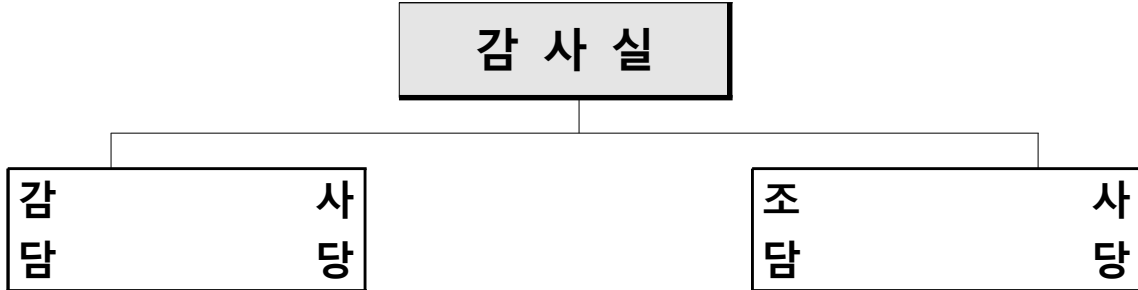 감 사 실
감 사
담 당
조 사
담 당